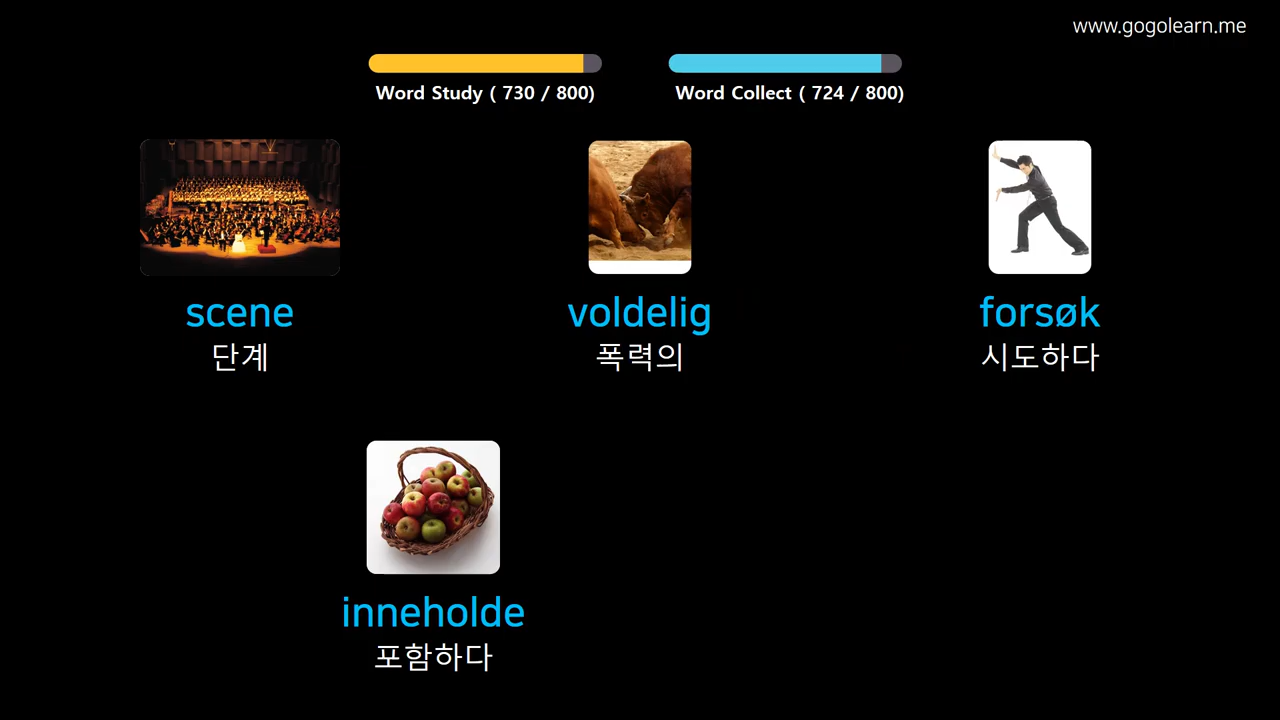 www.gogolearn.me
Word Study ( 730 / 800)
Word Collect ( 724 / 800)
scene
단계
voldelig
폭력의
forsøk
시도하다
inneholde
포함하다